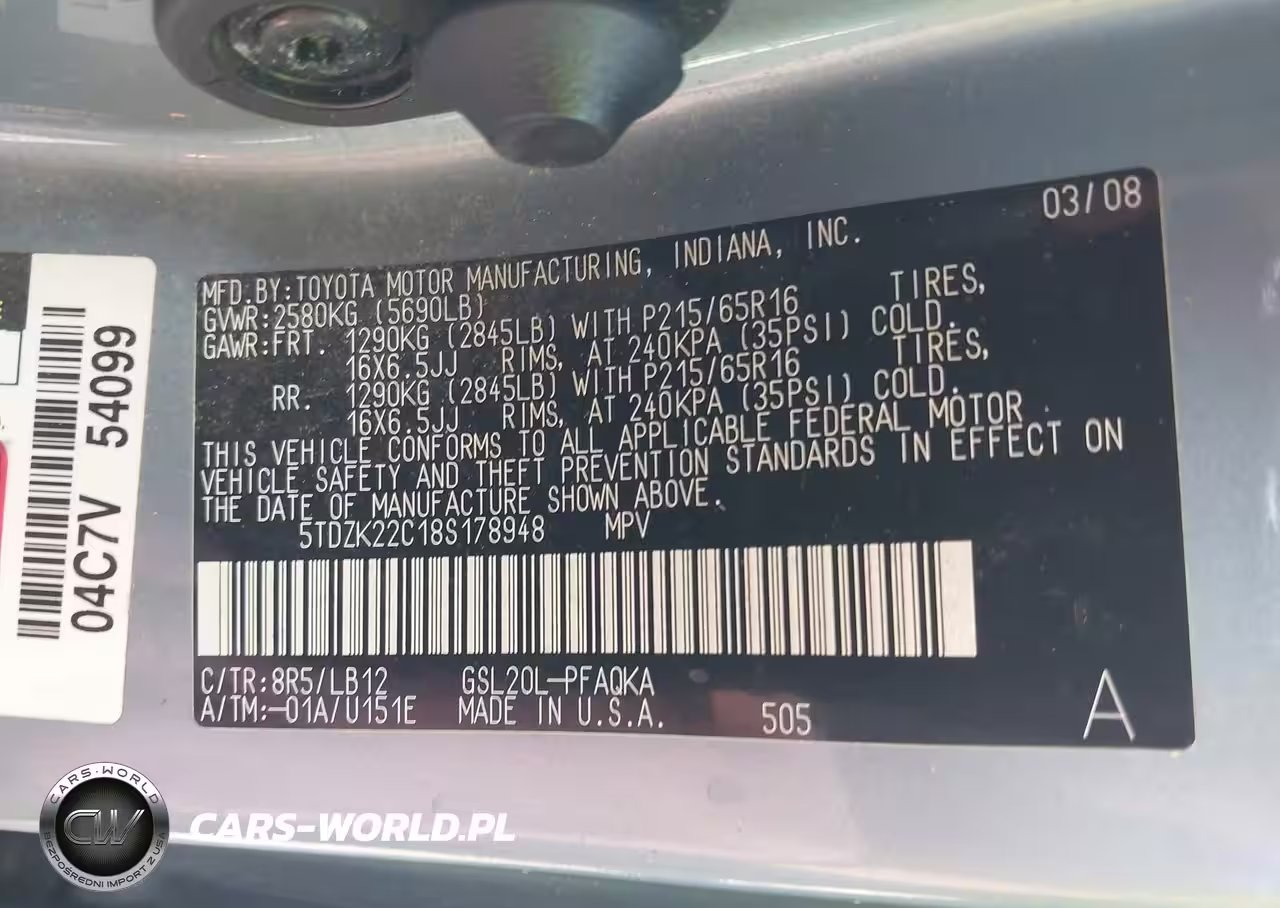 03/08
MFD.BY:TOYOTA MOTOR MANUFACTURING, INDIANA, INC.
GVWR:2580KG (5690LB)
GAWR:FRT. 1290KG (2845LB) WITH P215/65R16 TIRES,
16X6.5JJ RIMS, AT 240KPA (35PSI) COLD.
RR. 1290KG (2845LB) WITH P215/65R16 TIRES,
16X6.5JJ RIMS, AT 240KPA (35PSI) COLD.
THIS VEHICLE CONFORMS TO ALL APPLICABLE FEDERAL MOTOR
VEHICLE SAFETY AND THEFT PREVENTION STANDARDS IN EFFECT ON
THE DATE OF MANUFACTURE SHOWN ABOVE.
5TDZK22C18S178948 MPV
C/TR:8R5/LB12 GSL20L-PFAQKA
A/TM:-01A/U151E MADE IN U.S.A. 505
A
04C7V 54099
CARS-WORLD
CW
BEZPOŚREDNI IMPORT Z USA
CARS-WORLD.PL